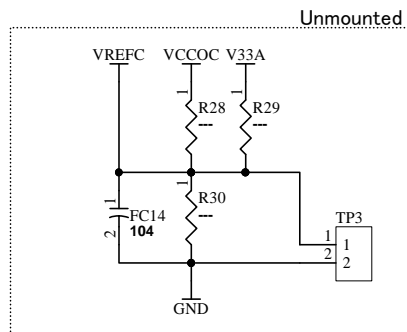 Unmounted
VREFC VCCOC V33A
1 R28 ---
1 R29 ---
1 R30 ---
1 FC14
2 104
TP3
1 1
2 2
GND